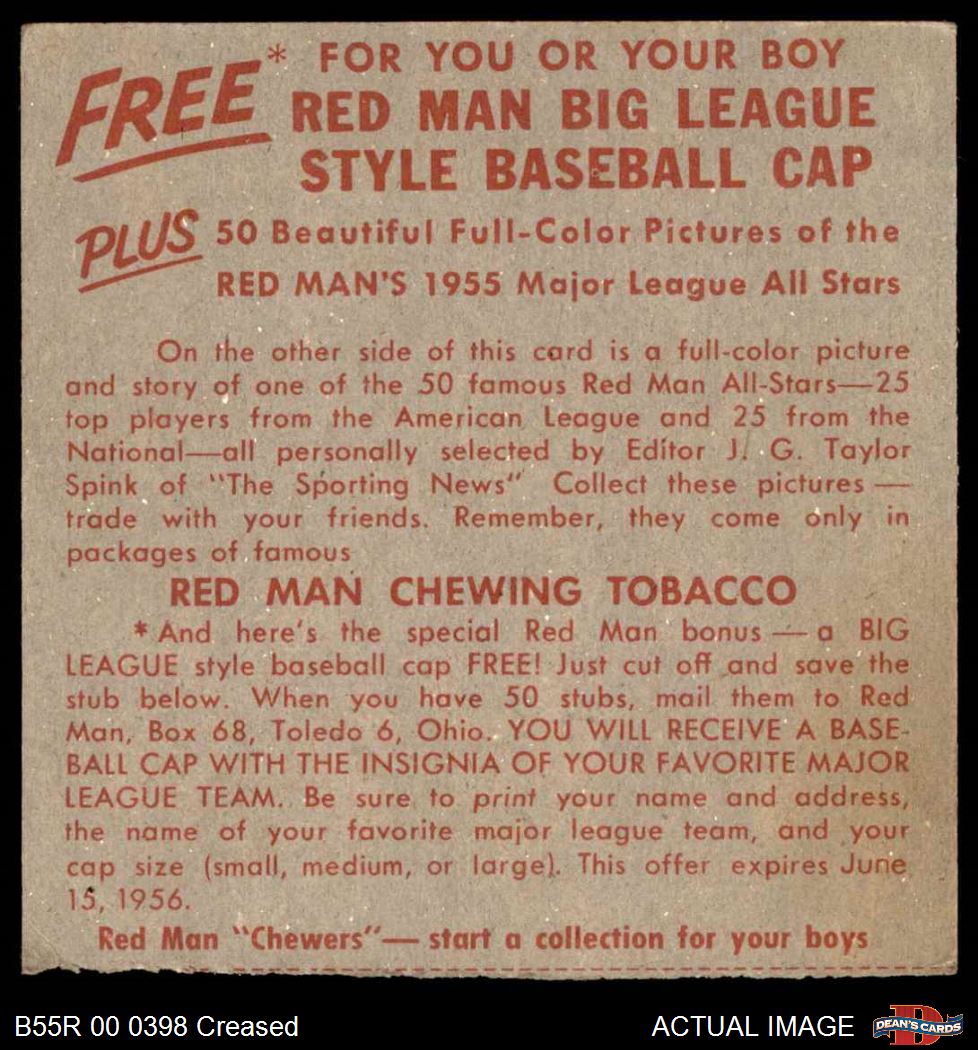 FREE* FOR YOU OR YOUR BOY
RED MAN BIG LEAGUE
STYLE BASEBALL CAP
PLUS 50 Beautiful Full-Color Pictures of the
RED MAN'S 1955 Major League All Stars
On the other side of this card is a full-color picture
and story of one of the 50 famous Red Man All-Stars—25
top players from the American League and 25 from the
National—all personally selected by Editor J. G. Taylor
Spink of "The Sporting News" Collect these pictures —
trade with your friends. Remember, they come only in
packages of famous
RED MAN CHEWING TOBACCO
* And here's the special Red Man bonus — a BIG
LEAGUE style baseball cap FREE! Just cut off and save the
stub below. When you have 50 stubs, mail them to Red
Man, Box 68, Toledo 6, Ohio. YOU WILL RECEIVE A BASE-
BALL CAP WITH THE INSIGNIA OF YOUR FAVORITE MAJOR
LEAGUE TEAM. Be sure to print your name and address,
the name of your favorite major league team, and your
cap size (small, medium, or large). This offer expires June
15, 1956.
Red Man "Chewers"— start a collection for your boys
B55R 00 0398 Creased ACTUAL IMAGE D DEAN'S CARDS